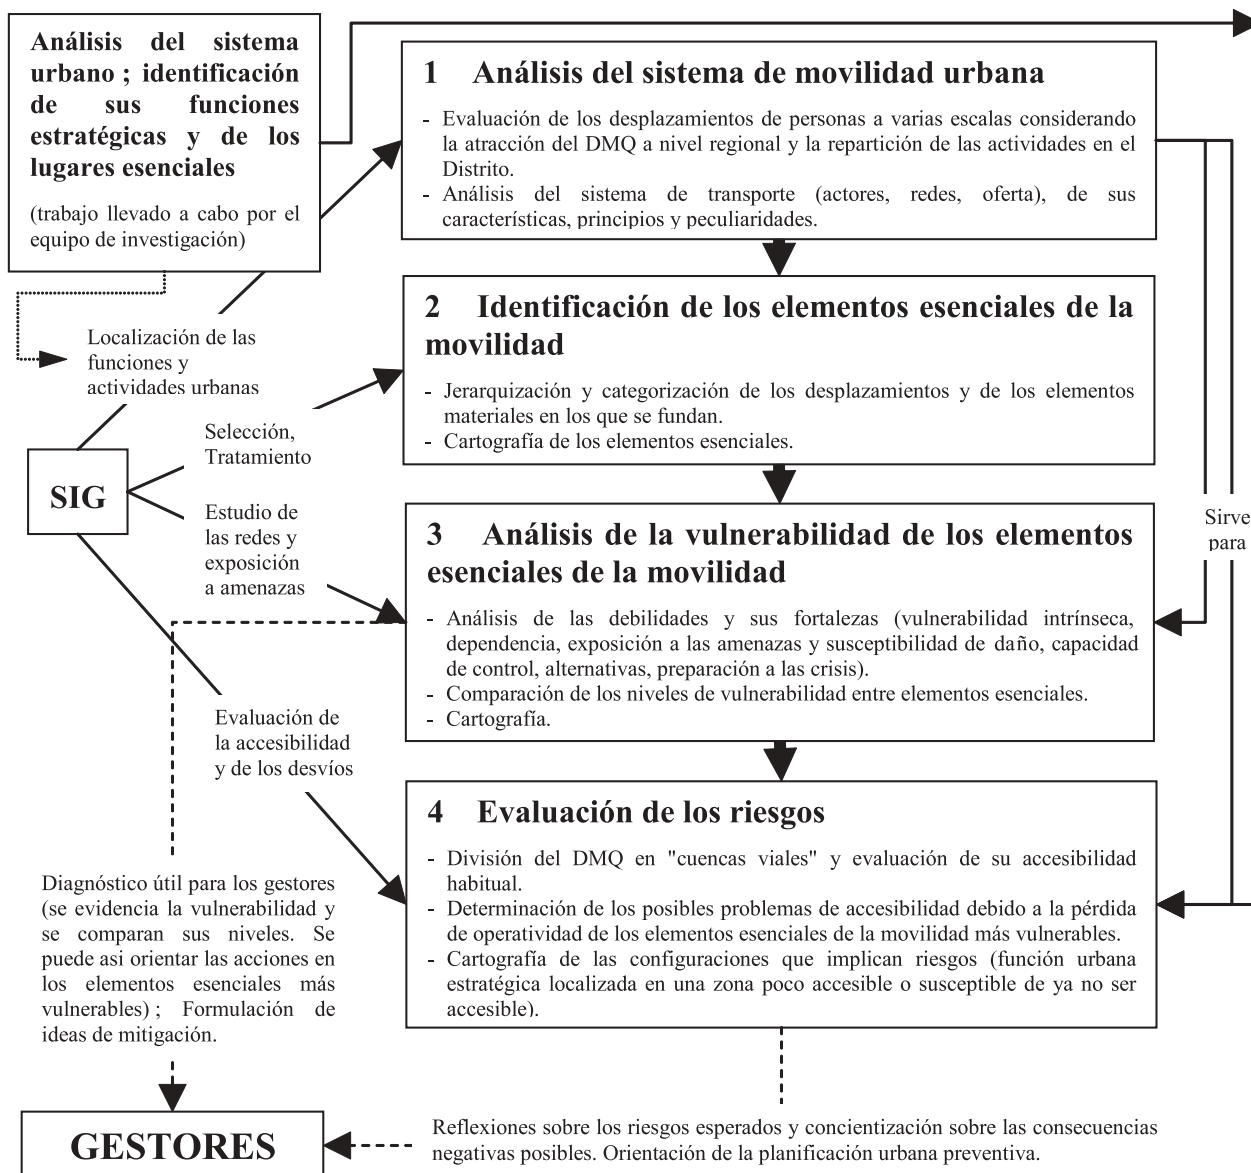 Análisis del sistema
urbano ; identificación
de sus funciones
estratégicas y de los
lugares esenciales
(trabajo llevado a cabo por el
equipo de investigación)
1 Análisis del sistema de movilidad urbana
- Evaluación de los desplazamientos de personas a varias escalas considerando
la atracción del DMQ a nivel regional y la repartición de las actividades en el
Distrito.
- Análisis del sistema de transporte (actores, redes, oferta), de sus
características, principios y peculiaridades.
2 Identificación de los elementos esenciales de la
movilidad
- Jerarquización y categorización de los desplazamientos y de los elementos
materiales en los que se fundan.
- Cartografía de los elementos esenciales.
Localización de las
funciones y
actividades urbanas
Selección,
Tratamiento
SIG
Estudio de
las redes y
exposición
a amenazas
Sirve
para
3 Análisis de la vulnerabilidad de los elementos
esenciales de la movilidad
- Análisis de las debilidades y sus fortalezas (vulnerabilidad intrínseca,
dependencia, exposición a las amenazas y susceptibilidad de daño, capacidad
de control, alternativas, preparación a las crisis).
- Comparación de los niveles de vulnerabilidad entre elementos esenciales.
- Cartografía.
Evaluación de
la accesibilidad
y de los desvíos
4 Evaluación de los riesgos
- División del DMQ en "cuencas viales" y evaluación de su accesibilidad
habitual.
- Determinación de los posibles problemas de accesibilidad debido a la pérdida
de operatividad de los elementos esenciales de la movilidad más vulnerables.
- Cartografía de las configuraciones que implican riesgos (función urbana
estratégica localizada en una zona poco accesible o susceptible de ya no ser
accesible).
Diagnóstico útil para los gestores
(se evidencia la vulnerabilidad y
se comparan sus niveles. Se
puede asi orientar las acciones en
los elementos esenciales más
vulnerables) ; Formulación de
ideas de mitigación.
GESTORES
Reflexiones sobre los riesgos esperados y concientización sobre las consecuencias
negativas posibles. Orientación de la planificación urbana preventiva.